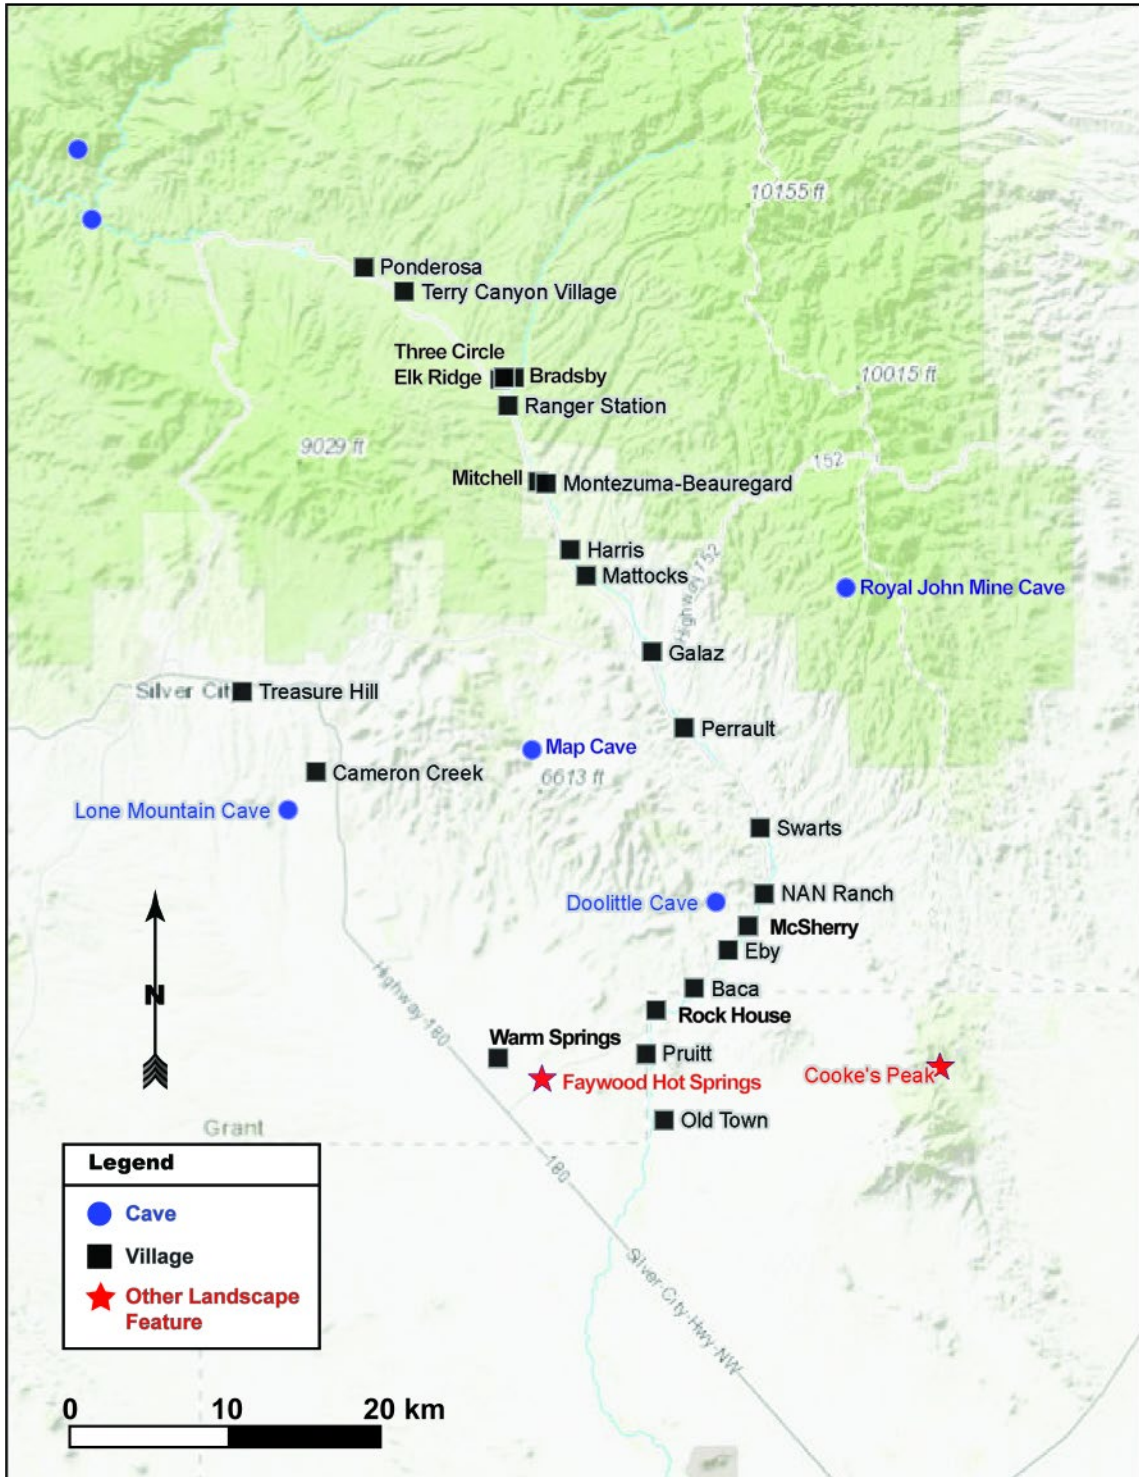 10155 ft
Ponderosa
Terry Canyon Village
Three Circle
Elk Ridge
Bradsby
10015 ft
Ranger Station
9029 ft
152
Mitchell
Montezuma-Beauregard
Harris
Highway 152
Mattocks
Royal John Mine Cave
Galaz
Silver Cit
Treasure Hill
Perrault
Map Cave
Cameron Creek
6613 ft
Lone Mountain Cave
Swarts
NAN Ranch
Doolittle Cave
McSherry
Eby
N
Highway 180
Baca
Rock House
Warm Springs
Pruitt
Faywood Hot Springs
Cooke's Peak
Old Town
Grant
180
Silver-City-Hwy-NW
Legend
Cave
Village
Other Landscape
Feature
0 10 20 km